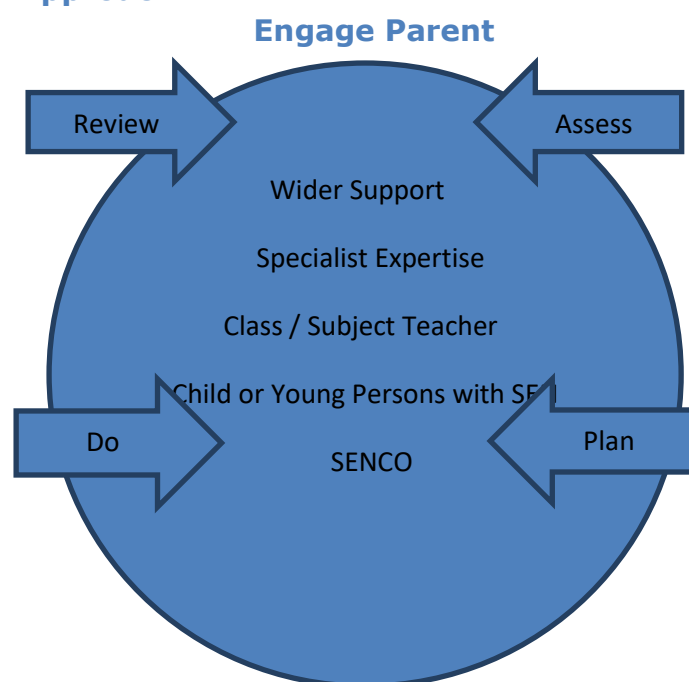 Engage Parent
Review
Assess
Wider Support
Specialist Expertise
Class / Subject Teacher
Child or Young Persons with
SENCO
Do
Plan